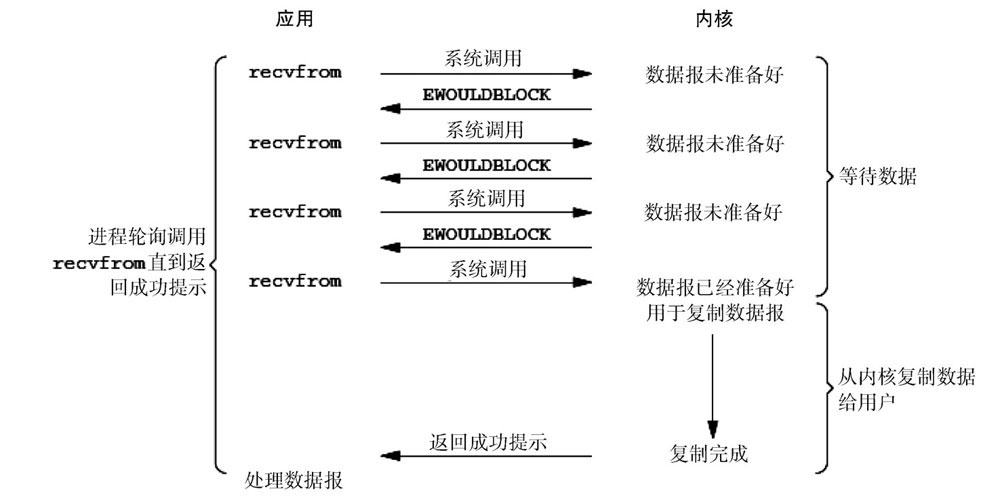 应用
内核
recvfrom
系统调用
数据报未准备好
EWOULDBLOCK
recvfrom
系统调用
数据报未准备好
EWOULDBLOCK
recvfrom
系统调用
数据报未准备好
EWOULDBLOCK
recvfrom
系统调用
数据报已经准备好
用于复制数据报
等待数据
进程轮询调用
recvfrom直到返
回成功提示
从内核复制数据
给用户
返回成功提示
复制完成
处理数据报